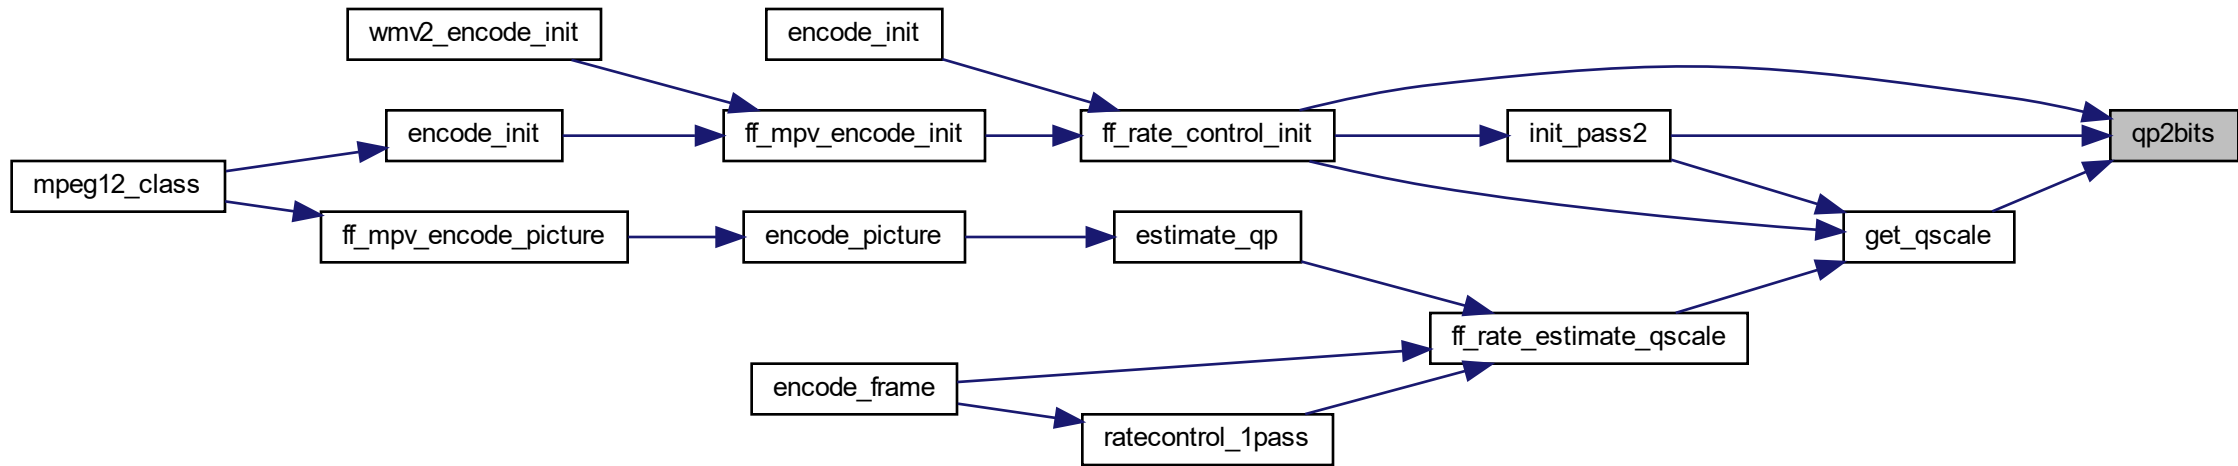 wmv2_encode_init
encode_init
encode_init
ff_mpv_encode_init
ff_rate_control_init
init_pass2
qp2bits
mpeg12_class
ff_mpv_encode_picture
encode_picture
estimate_qp
get_qscale
ff_rate_estimate_qscale
encode_frame
ratecontrol_1pass